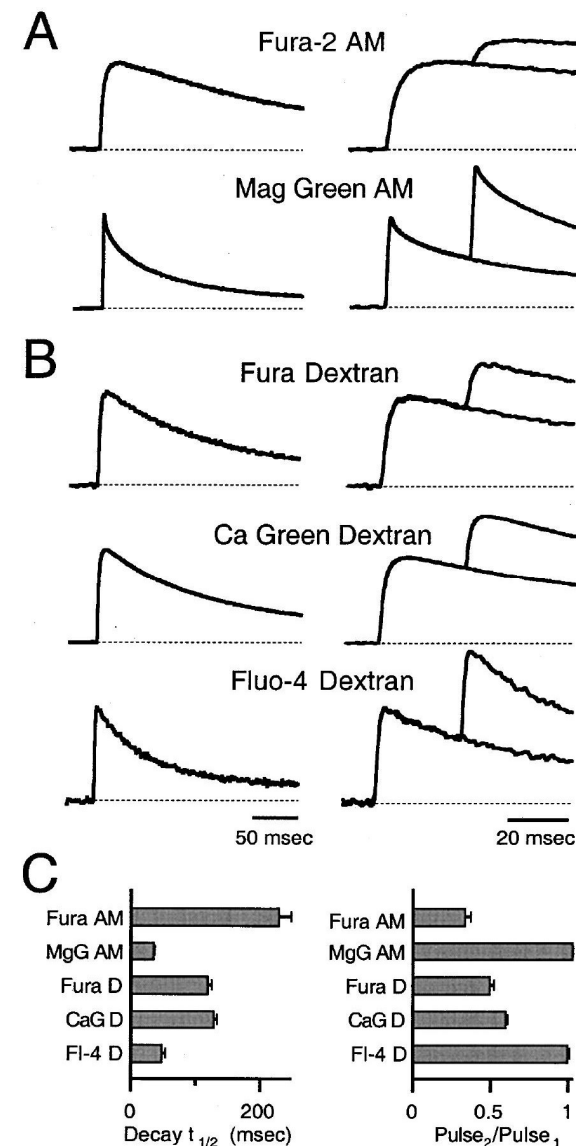 A
Fura-2 AM
Mag Green AM
B
Fura Dextran
Ca Green Dextran
Fluo-4 Dextran
50 msec
20 msec
C
Fura AM
MgG AM
Fura D
CaG D
Fl-4 D
0
200
Decay t1/2 (msec)
Fura AM
MgG AM
Fura D
CaG D
Fl-4 D
0
0.5
1
Pulse2/Pulse1